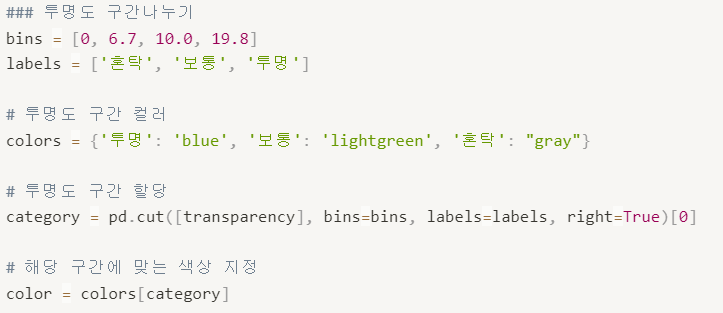 ### 투명도 구간나누기
bins = [0, 6.7, 10.0, 19.8]
labels = ['혼탁', '보통', '투명']
# 투명도 구간 컬러
colors = {'투명': 'blue', '보통': 'lightgreen', '혼탁': "gray"}
# 투명도 구간 할당
category = pd.cut([transparency], bins=bins, labels=labels, right=True)[0]
# 해당 구간에 맞는 색상 지정
color = colors[category]